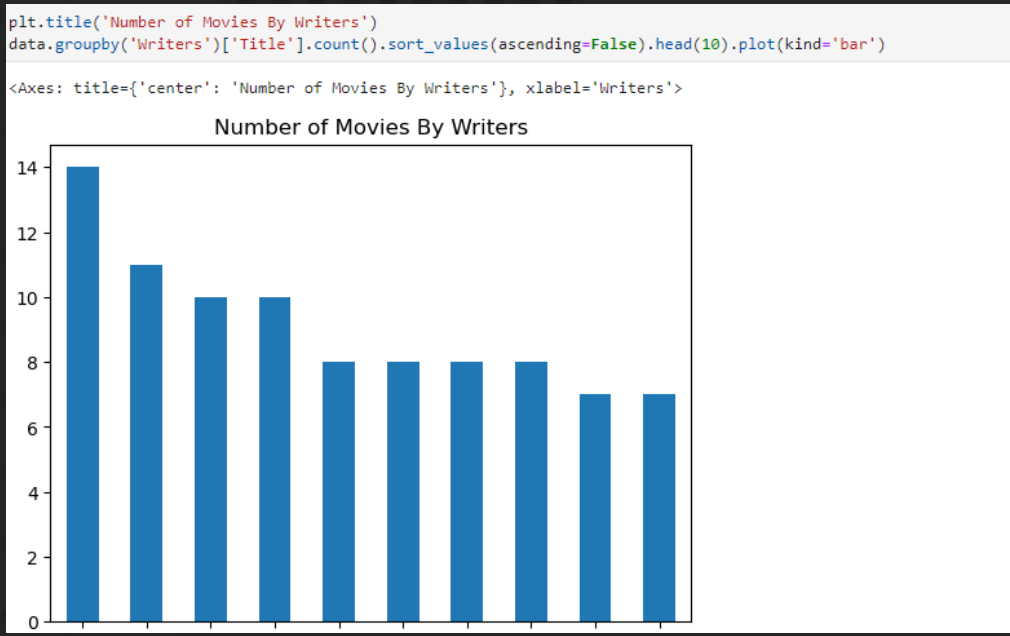 plt.title('Number of Movies By Writers')
data.groupby('Writers')['Title'].count().sort_values(ascending=False).head(10).plot(kind='bar')
<Axes: title={'center': 'Number of Movies By Writers'}, xlabel='Writers'>
Number of Movies By Writers
14
12
10
8
6
4
2
0